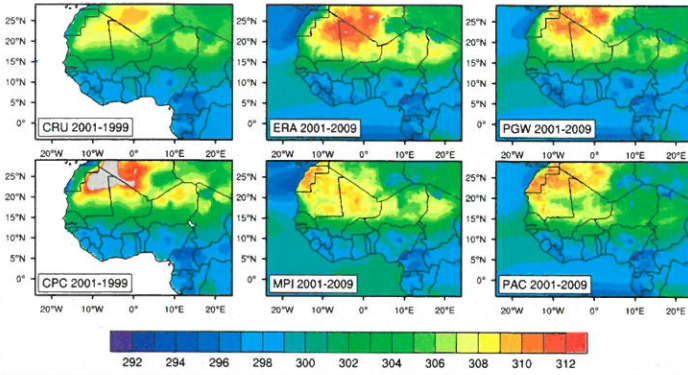 25°N 25°N 25°N
20°N 20°N 20°N
15°N 15°N 15°N
10°N 10°N 10°N
5°N 5°N 5°N
0° 0° 0°
CRU 2001-1999 ERA 2001-2009 PGW 2001-2009
20°W 10°W 0° 10°E 20°E 20°W 10°W 0° 10°E 20°E 20°W 10°W 0° 10°E 20°E
25°N 25°N 25°N
20°N 20°N 20°N
15°N 15°N 15°N
10°N 10°N 10°N
5°N 5°N 5°N
0° 0° 0°
CPC 2001-1999 MPI 2001-2009 PAC 2001-2009
20°W 10°W 0° 10°E 20°E 20°W 10°W 0° 10°E 20°E 20°W 10°W 0° 10°E 20°E
292 294 296 298 300 302 304 306 308 310 312